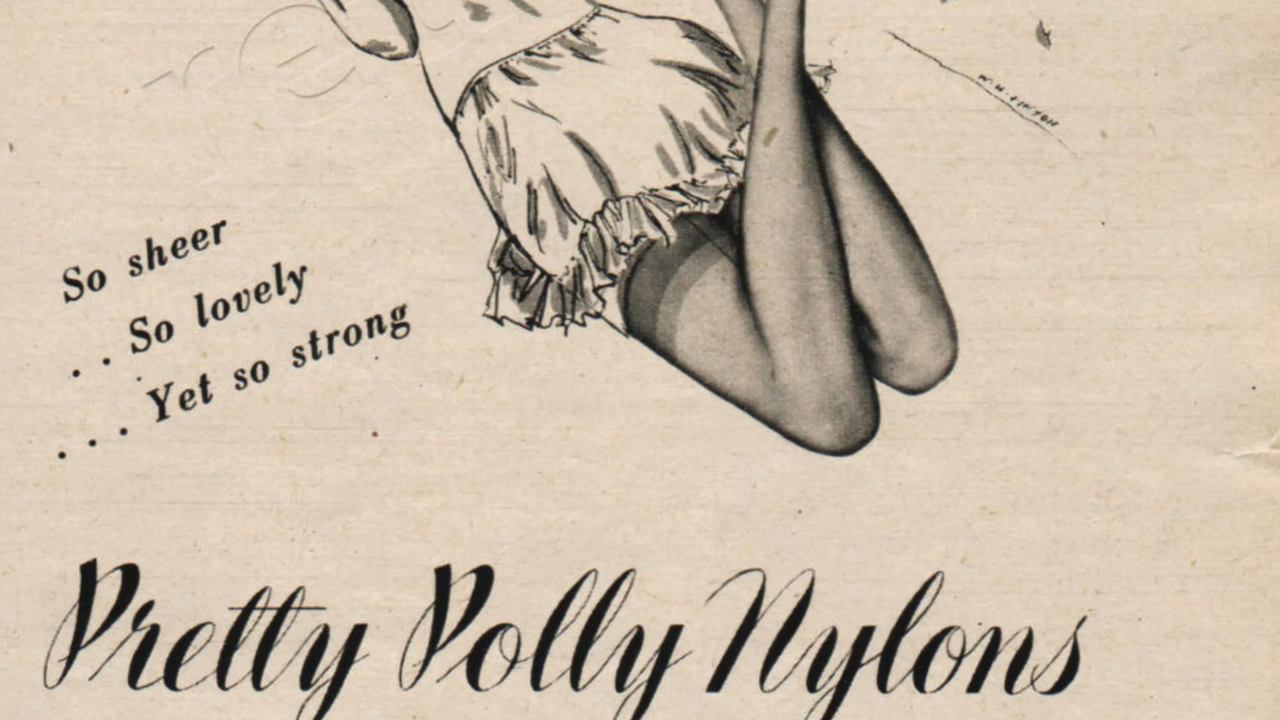 So sheer
. . So lovely
. . . Yet so strong
Pretty Polly Nylons